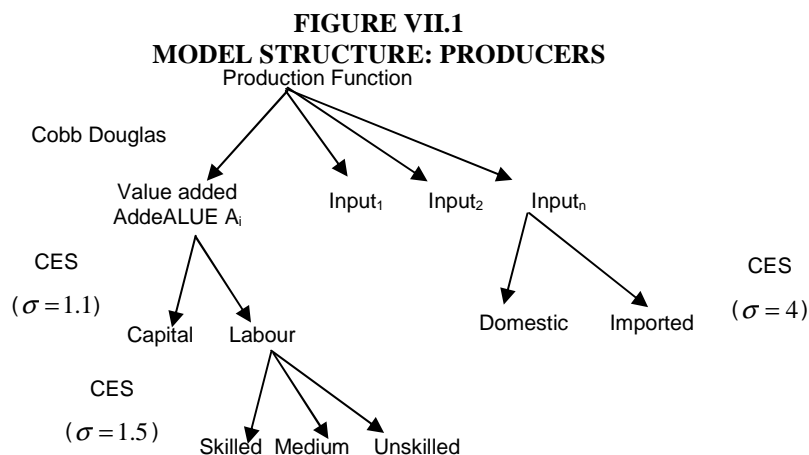 FIGURE VII.1
MODEL STRUCTURE: PRODUCERS
Production Function
Cobb Douglas
Value added
AddeALUE Aᵢ
Input₁
Input₂
Inputₙ
CES
(σ = 1.1)
CES
(σ = 4)
Capital
Labour
Domestic
Imported
CES
(σ = 1.5)
Skilled
Medium
Unskilled